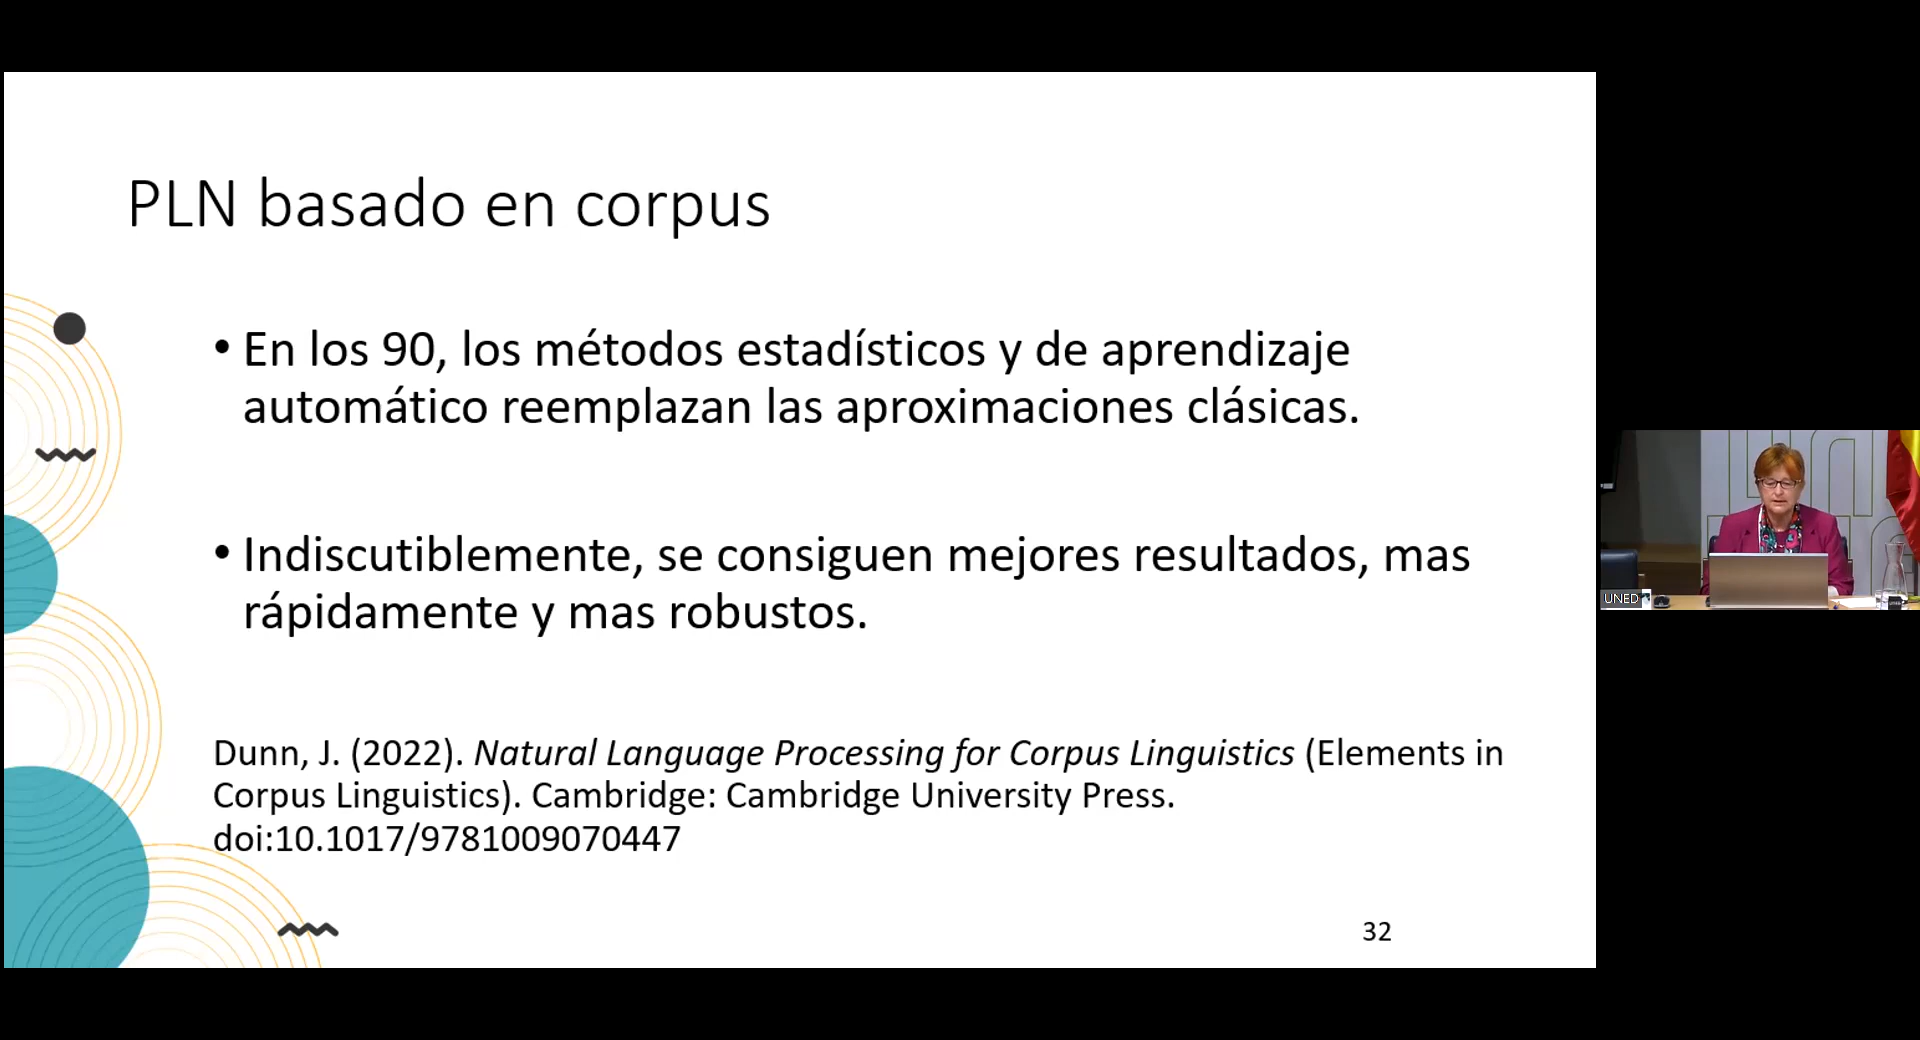 PLN basado en corpus
• En los 90, los métodos estadísticos y de aprendizaje
automático reemplazan las aproximaciones clásicas.
• Indiscutiblemente, se consiguen mejores resultados, mas
rápidamente y mas robustos.
Dunn, J. (2022). Natural Language Processing for Corpus Linguistics (Elements in
Corpus Linguistics). Cambridge: Cambridge University Press.
doi:10.1017/9781009070447
32
UNED